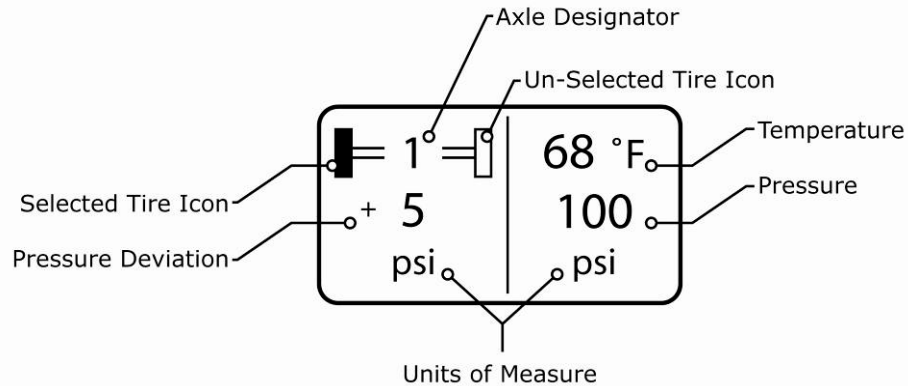 Axle Designator
Un-Selected Tire Icon
1
68 °F
Temperature
Selected Tire Icon
+ 5
100
Pressure
Pressure Deviation
psi
psi
Units of Measure